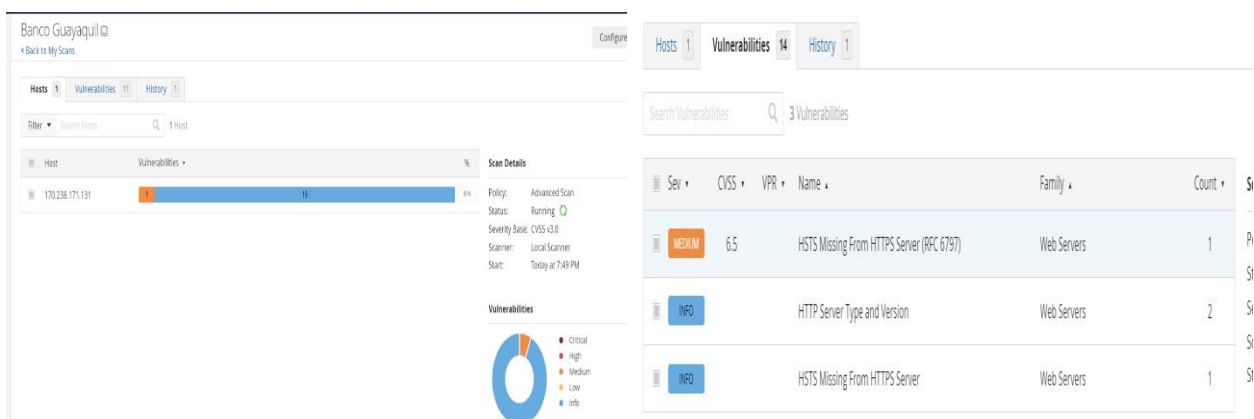 Banco Guayaquil
Back to My Scans
Configure
Hosts 1 Vulnerabilities 11 History 1
Filter Search Hosts 1 Host
Host Vulnerabilities %
170.238.171.131 1
Scan Details
Policy: Advanced Scan
Status: Running
Severity Base: CVSS v3.0
Scanner: Local Scanner
Start: Today at 7:49 PM
Vulnerabilities
Critical
High
Medium
Low
Info
Hosts 1 Vulnerabilities 14 History 1
Search Vulnerabilities 3 Vulnerabilities
Sev CVSS VPR Name Family Count
MEDIUM 6.5 HSTS Missing From HTTPS Server (RFC 6797) Web Servers 1
INFO HTTP Server Type and Version Web Servers 2
INFO HSTS Missing From HTTPS Server Web Servers 1